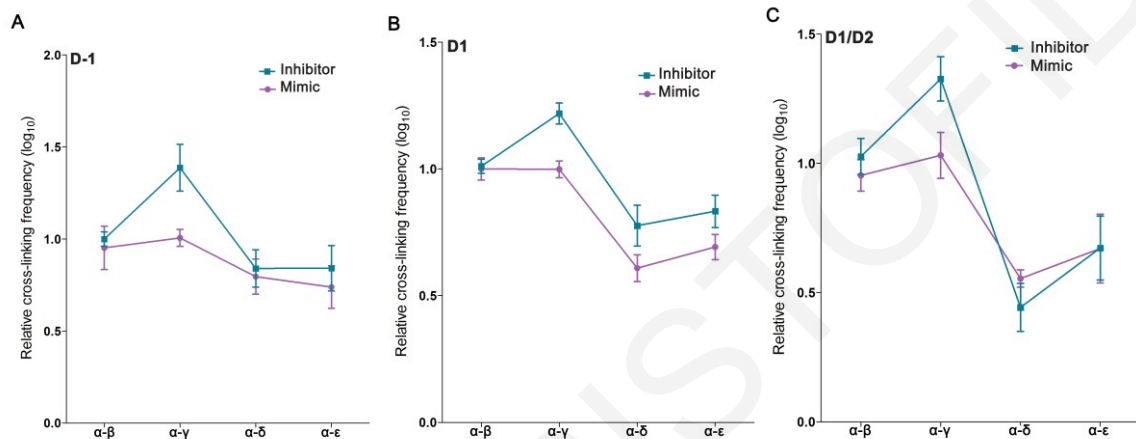 A
D-1
2.0
1.5
1.0
0.5
0.0
Relative cross-linking frequency (log10)
Inhibitor
Mimic
α-β
α-γ
α-δ
α-ε
B
D1
1.5
1.0
0.5
0.0
Relative cross-linking frequency (log10)
Inhibitor
Mimic
α-β
α-γ
α-δ
α-ε
C
D1/D2
1.5
1.0
0.5
0.0
Relative cross-linking frequency (log10)
Inhibitor
Mimic
α-β
α-γ
α-δ
α-ε